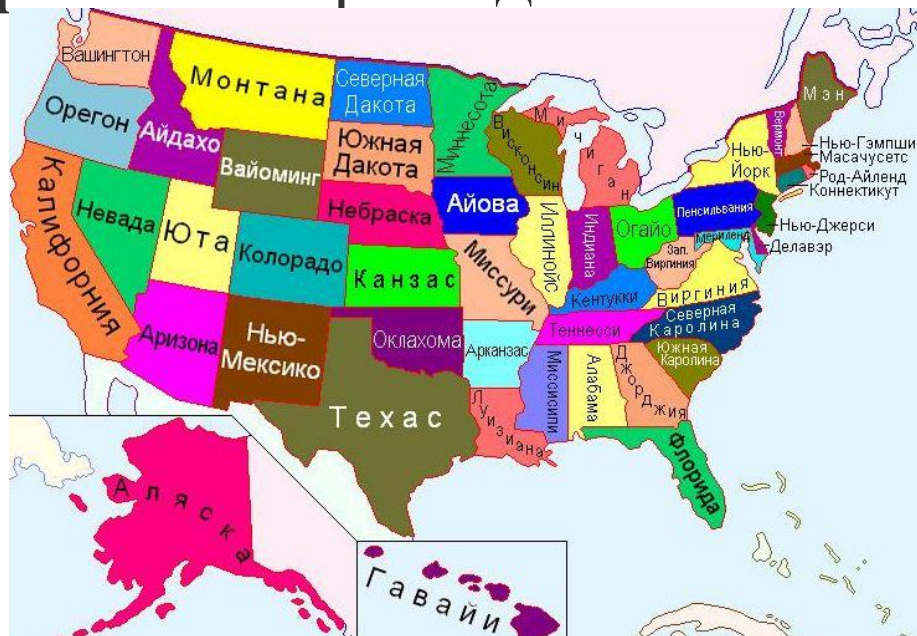 Вашингтон
Монтана
Северная
Дакота
Миннесота
Орегон
Айдахо
Южная
Дакота
Висконсин
Мичиган
Мэн
Вермонт
Нью-Гэмпши
Масачусетс
Нью-
Йорк
Род-Айленд
Коннектикут
Вайоминг
Калифорния
Невада
Юта
Небраска
Айова
Иллинойс
Индиана
Огайо
Пенсильвания
Нью-Джерси
Мериленд
Делавэр
Колорадо
Канзас
Миссури
Зап.
Виргиния
Кентукки
Виргиния
Аризона
Нью-
Мексико
Оклахома
Арканзас
Теннесси
Северная
Каролина
Южная
Каролина
Техас
Луизиана
Миссисипи
Алабама
Джорджия
Флорида
Аляска
Гавайи